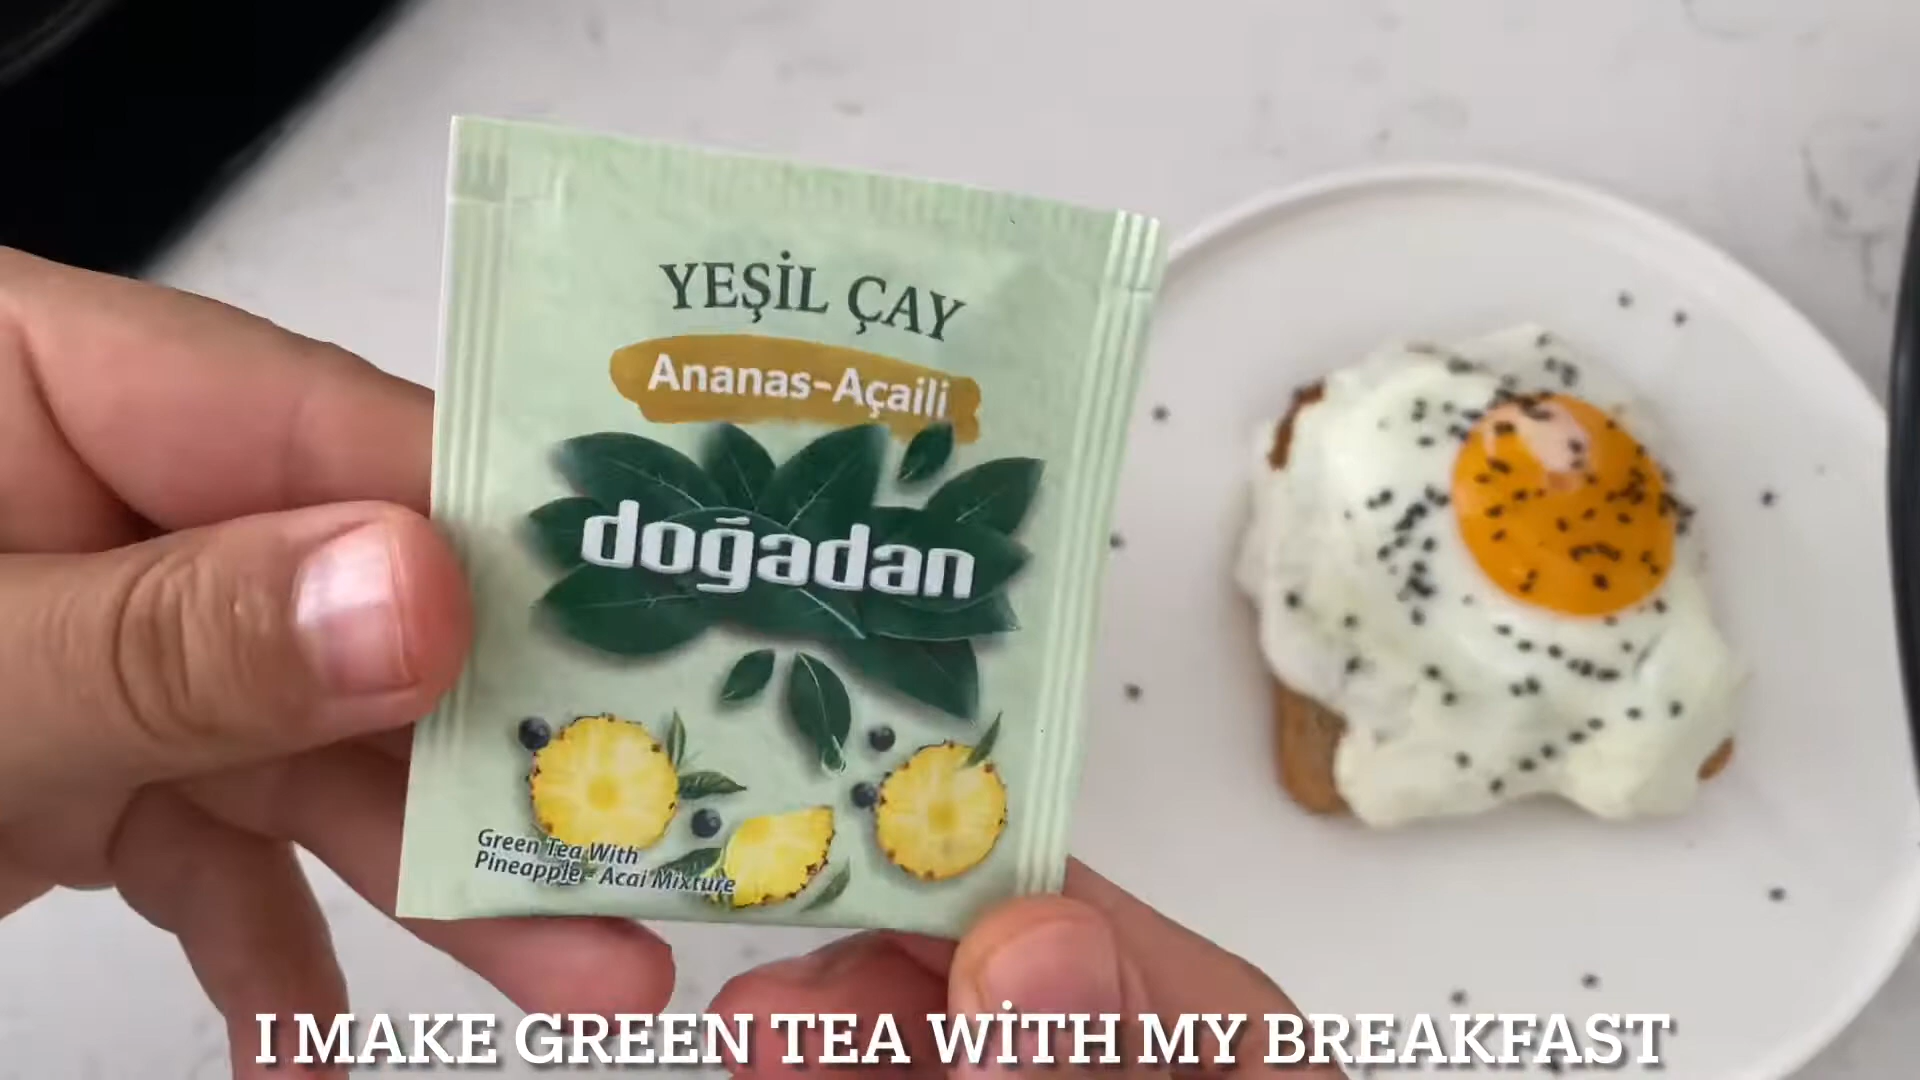 YEŞİL ÇAY
Ananas-Açaili
doğadan
Green Tea With
Pineapple - Acai Mixture
I MAKE GREEN TEA WİTH MY BREAKFAST